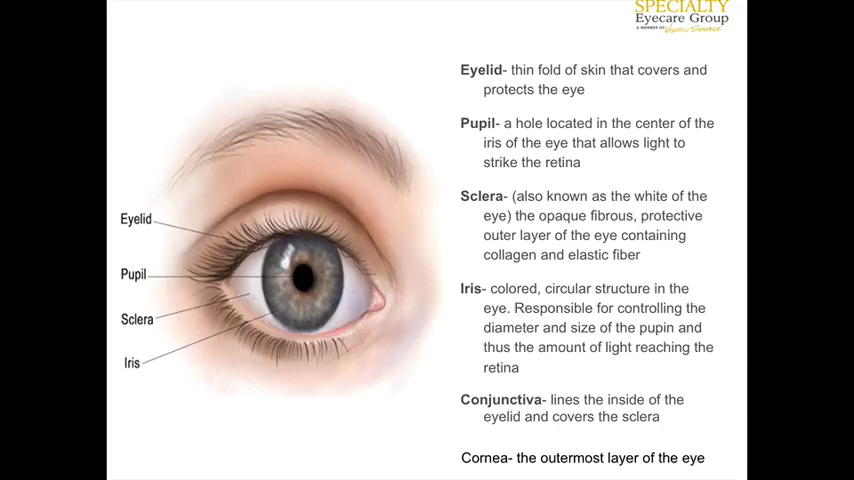 SPECIALTY
Eyecare Group
A MEMBER OF VISION SOURCE
Eyelid- thin fold of skin that covers and
protects the eye
Pupil- a hole located in the center of the
iris of the eye that allows light to
strike the retina
Sclera- (also known as the white of the
eye) the opaque fibrous, protective
outer layer of the eye containing
collagen and elastic fiber
Iris- colored, circular structure in the
eye. Responsible for controlling the
diameter and size of the pupin and
thus the amount of light reaching the
retina
Conjunctiva- lines the inside of the
eyelid and covers the sclera
Cornea- the outermost layer of the eye
Eyelid
Pupil
Sclera
Iris